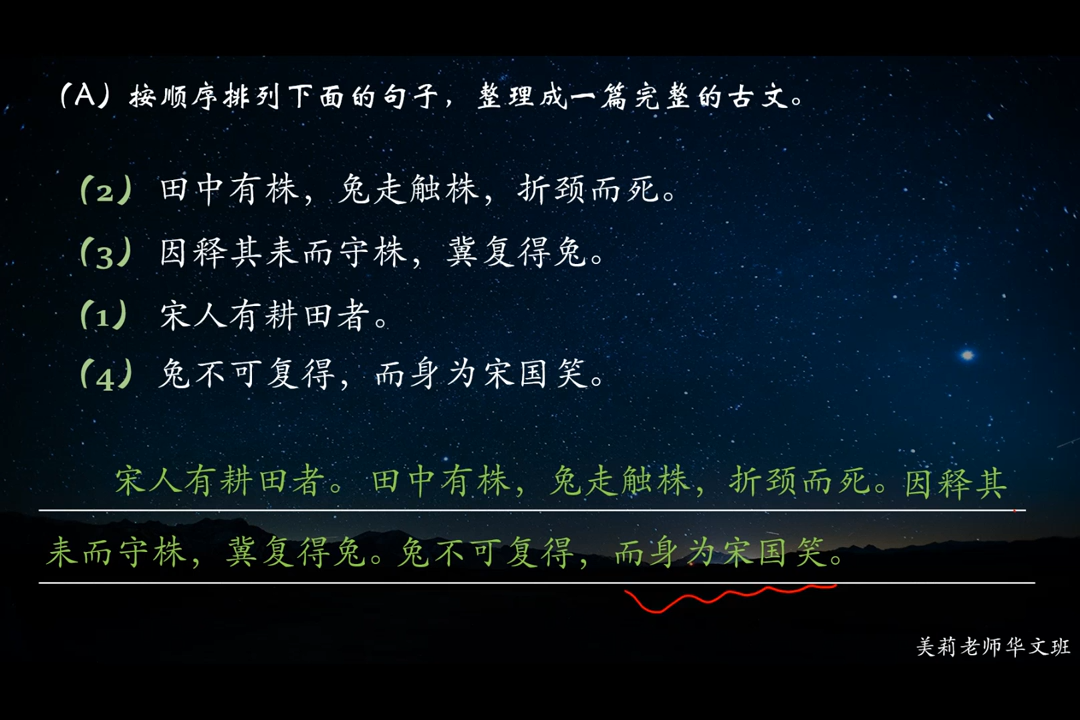 （A）按顺序排列下面的句子，整理成一篇完整的古文。
（2）田中有株，兔走触株，折颈而死。
（3）因释其耒而守株，冀复得兔。
（1）宋人有耕田者。
（4）兔不可复得，而身为宋国笑。
宋人有耕田者。田中有株，兔走触株，折颈而死。因释其
耒而守株，冀复得兔。兔不可复得，而身为宋国笑。
美莉老师华文班